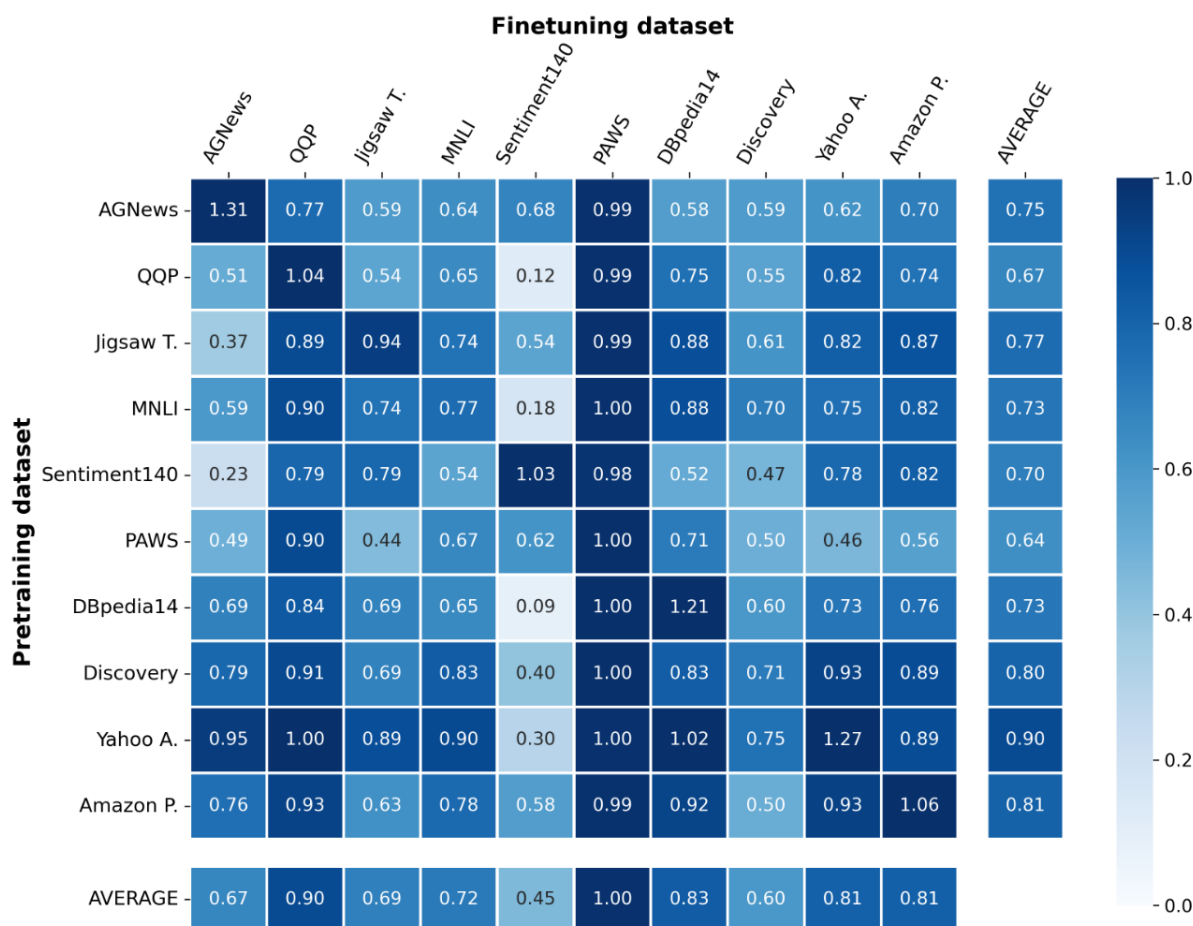 Finetuning dataset
AGNews QQP Jigsaw T. MNLI Sentiment140 PAWS DBpedia14 Discovery Yahoo A. Amazon P. AVERAGE
Pretraining dataset
AGNews 1.31 0.77 0.59 0.64 0.68 0.99 0.58 0.59 0.62 0.70 0.75
QQP 0.51 1.04 0.54 0.65 0.12 0.99 0.75 0.55 0.82 0.74 0.67
Jigsaw T. 0.37 0.89 0.94 0.74 0.54 0.99 0.88 0.61 0.82 0.87 0.77
MNLI 0.59 0.90 0.74 0.77 0.18 1.00 0.88 0.70 0.75 0.82 0.73
Sentiment140 0.23 0.79 0.79 0.54 1.03 0.98 0.52 0.47 0.78 0.82 0.70
PAWS 0.49 0.90 0.44 0.67 0.62 1.00 0.71 0.50 0.46 0.56 0.64
DBpedia14 0.69 0.84 0.69 0.65 0.09 1.00 1.21 0.60 0.73 0.76 0.73
Discovery 0.79 0.91 0.69 0.83 0.40 1.00 0.83 0.71 0.93 0.89 0.80
Yahoo A. 0.95 1.00 0.89 0.90 0.30 1.00 1.02 0.75 1.27 0.89 0.90
Amazon P. 0.76 0.93 0.63 0.78 0.58 0.99 0.92 0.50 0.93 1.06 0.81
AVERAGE 0.67 0.90 0.69 0.72 0.45 1.00 0.83 0.60 0.81 0.81
1.0
0.8
0.6
0.4
0.2
0.0